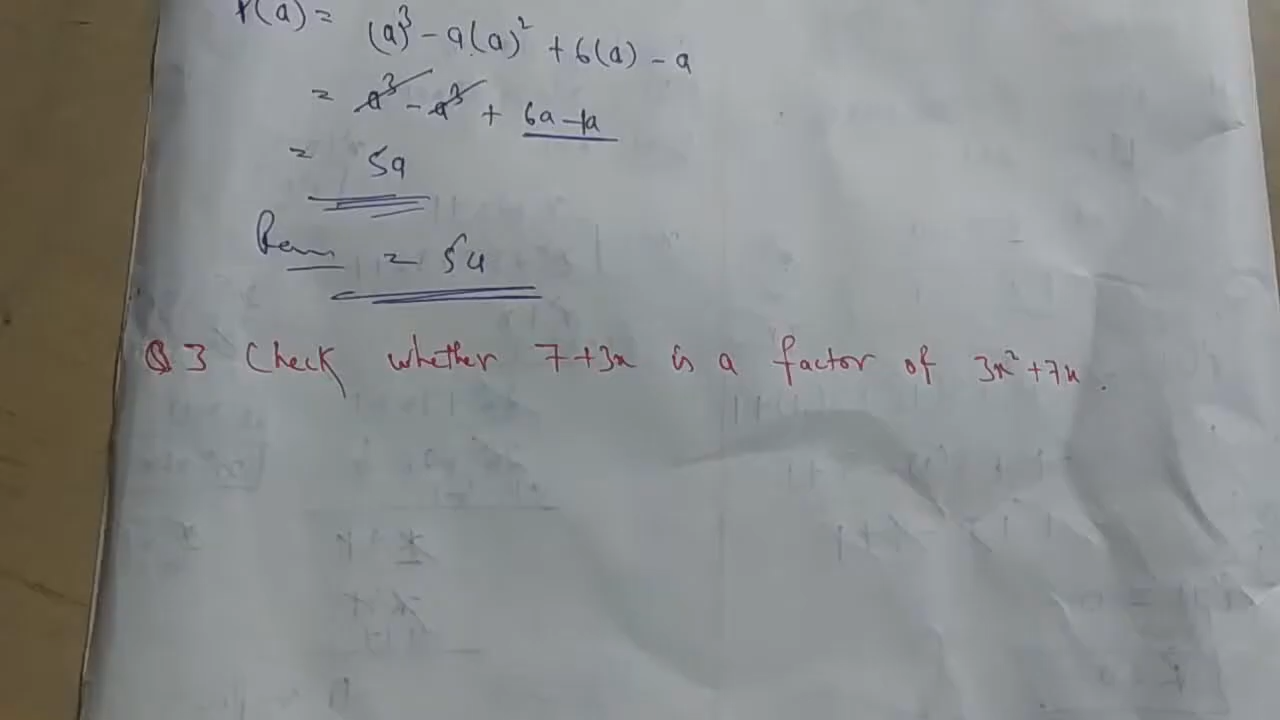 P(a) = (a)³ - a(a)² + 6(a) - a
= a³ - a³ + 6a - 1a
= 5a
Rem = 5a
Q3 Check whether 7+3x is a factor of 3x²+7x.